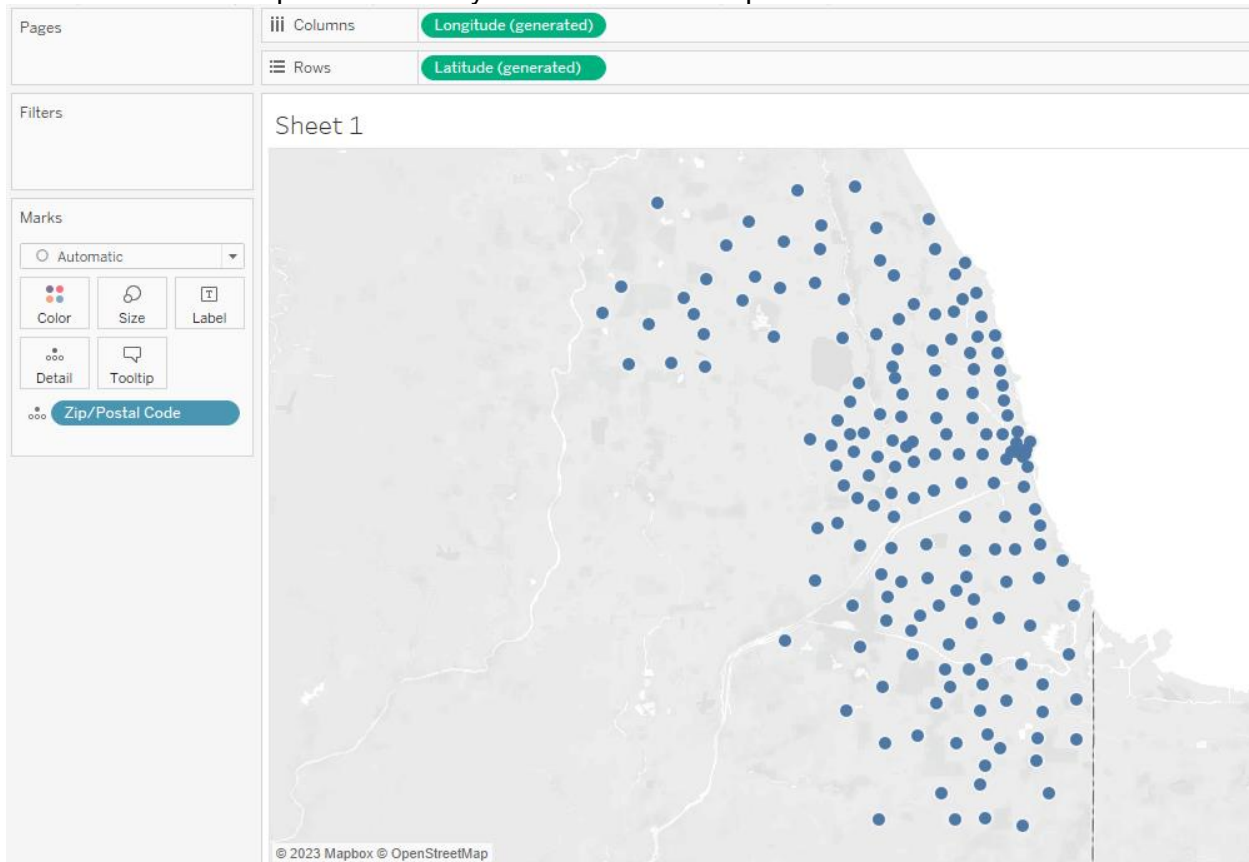 Pages
Columns
Longitude (generated)
Rows
Latitude (generated)
Filters
Sheet 1
Marks
Automatic
Color
Size
T
Label
Detail
Tooltip
Zip/Postal Code
© 2023 Mapbox © OpenStreetMap